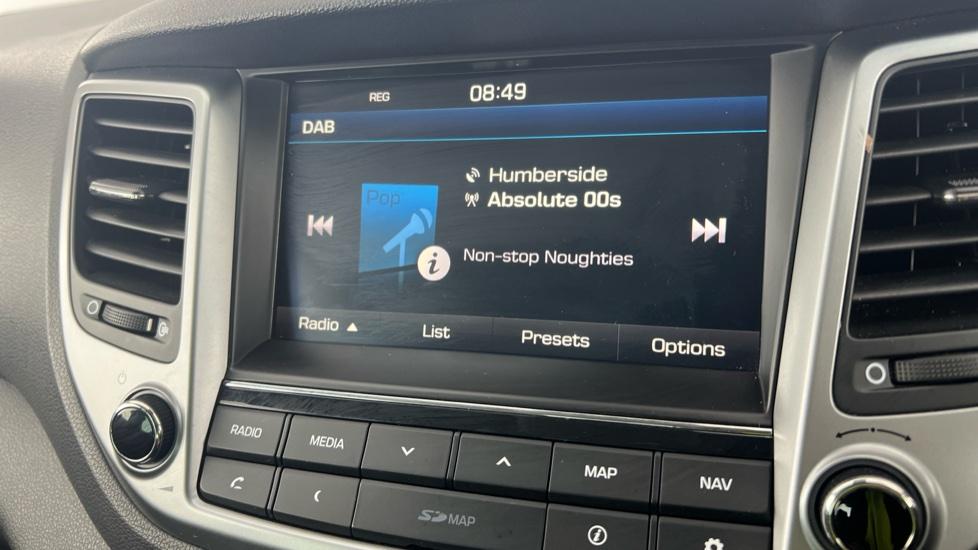 REG 08:49
DAB
Humberside
Absolute 00s
Pop
Non-stop Noughties
Radio List Presets Options
RADIO MEDIA MAP NAV
SD MAP